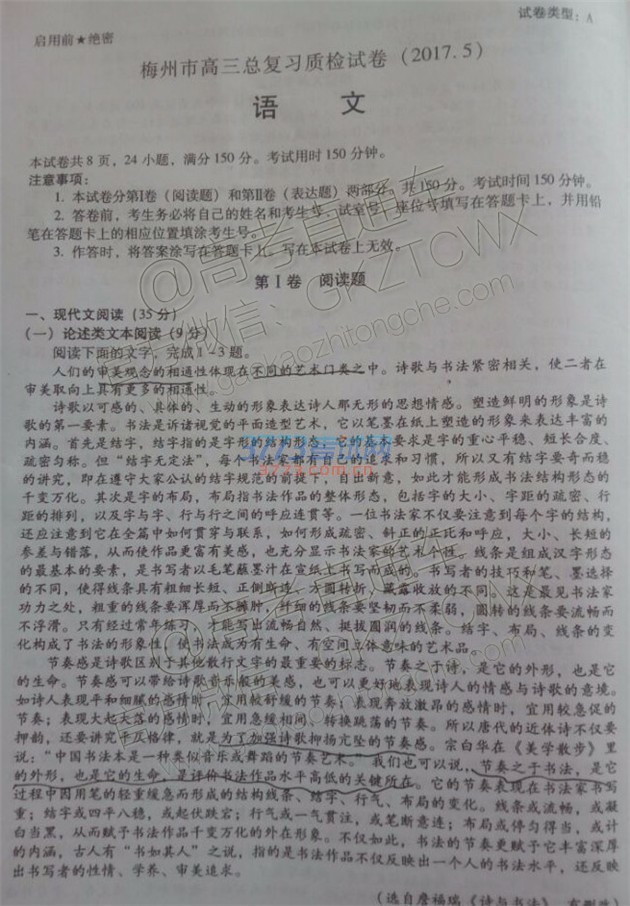 试卷类型：A
启用前★绝密
梅州市高三总复习质检试卷（2017.5）
语 文
本试卷共8页，24小题，满分150分。考试用时150分钟。
注意事项：
1. 本试卷分第Ⅰ卷（阅读题）和第Ⅱ卷（表达题）两部分。共150分。考试时间150分钟。
2. 答卷前，考生务必将自己的姓名和考生号、试室号、座位号填写在答题卡上，并用铅
笔在答题卡上的相应位置填涂考生号。
3. 作答时，将答案涂写在答题卡上。写在本试卷上无效。
第Ⅰ卷 阅读题
一、现代文阅读（35分）
（一）论述类文本阅读（9分）
阅读下面的文字，完成1-3题。
人们的审美观念的相通性体现在不同的艺术门类之中。诗歌与书法紧密相关，使二者在
审美取向上具有更多的相通性。
诗歌以可感的、具体的、生动的形象表达诗人那无形的思想情感。塑造鲜明的形象是诗
歌的第一要素。书法是诉诸视觉的平面造型艺术，它以笔墨在纸上塑造的形象来表达丰富的
内涵。首先是结字，结字指的是字形的结构形态，它的基本要求是字的重心平稳、短长合度、
疏密匀称。但“结字无定法”，每个书法家都有自己的追求和习惯，所以又有结字要奇而稳
的讲究，即在遵守大家公认的结字规范的前提下，自出新意，如此才能形成书法结构形态的
千变万化。其次是字的布局，布局指书法作品的整体形态，包括字的大小、字距的疏密、行
距的排列，以及字与字、行与行之间的呼应连贯等。一位书法家不仅要注意到每个字的结构，
还应注意到它在全篇中如何贯穿与联系，如何形成疏密、斜正的正比和呼应，大小、长短的
参差与错落，从而使作品更富有美感，也充分显示书法家的艺术个性。线条是组成汉字形态
的最基本的要素，是书写者以毛笔蘸墨汁在宣纸上书写而成的。书写者的技巧和笔、墨选择
的不同，使得线条具有粗细长短、正侧断连、方圆转折、藏露收放的不同。这是最见书法家
功力之处，粗重的线条要浑厚而不臃肿，纤细的线条要坚韧而不柔弱，圆转的线条要流畅而
不浮滑。只有经过常年练习，才能写出流畅自然、挺拔圆润的线条。结字、布局、线条的变
化构成了书法的形象性，使书法成为有生命、有空间立体意味的艺术品。
节奏感是诗歌区别于其他散行文字的最重要的标志。节奏之于诗，是它的外形，也是它
的生命。节奏感可以带给诗歌音乐般的美感，也可以更好地表现诗人的情感与诗歌的意境。
如诗人表现平和细腻的感情时，宜用较舒缓的节奏；表现奔放激昂的感情时，宜用较急促的
节奏；表现大起大落的感情时，宜用急缓相间、转换跳荡的节奏。所以唐代的近体诗不仅要
押韵，还要讲究平仄格律，就是为了加强诗歌抑扬亢坠的节奏感。宗白华在《美学散步》里
说：“中国书法本是一种类似音乐或舞蹈的节奏艺术。”我们也可以说，节奏之于书法，是它
的外形，也是它的生命，是评价书法作品水平高低的关键所在。它的节奏表现在书法家书写
过程中因用笔的轻重缓急而形成的结构线条、结字、行气、布局的变化。线条或流畅，或凝
重；结字或四平八稳，或起伏跌宕；行气或一气贯注，或笔断意连；布局或停匀得当，或计
白当黑，从而赋予书法作品千变万化的外在形象。不仅如此，书法的节奏更赋于它丰富深厚
的内涵，古人有“书如其人”之说，指的是书法作品不仅反映出一个人的书法水平，还反映
出书写者的性情、学养、审美追求。
（选自詹福瑞《诗与书法》
@高考直通车
官方微信：GKZTCWX
www.gaokaozhitongche.com